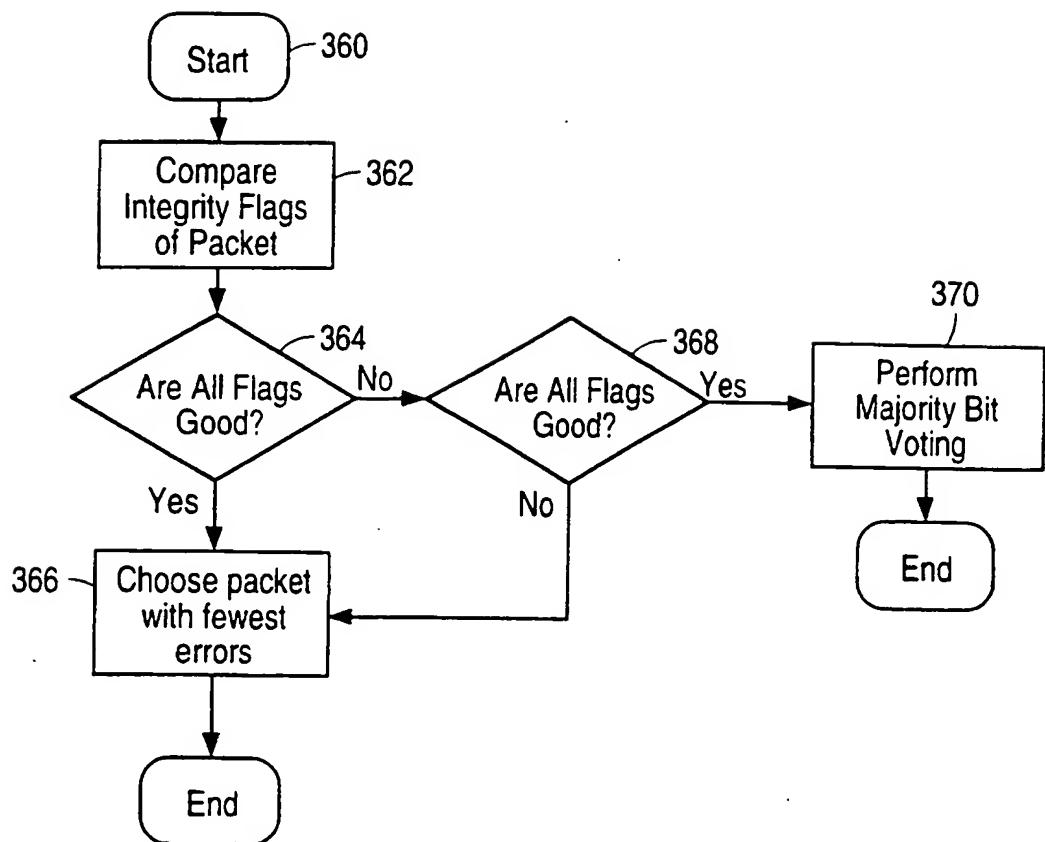 Start
360
Compare
Integrity Flags
of Packet
362
Are All Flags
Good?
364
No
Yes
Are All Flags
Good?
368
Yes
No
370
Perform
Majority Bit
Voting
End
366
Choose packet
with fewest
errors
End